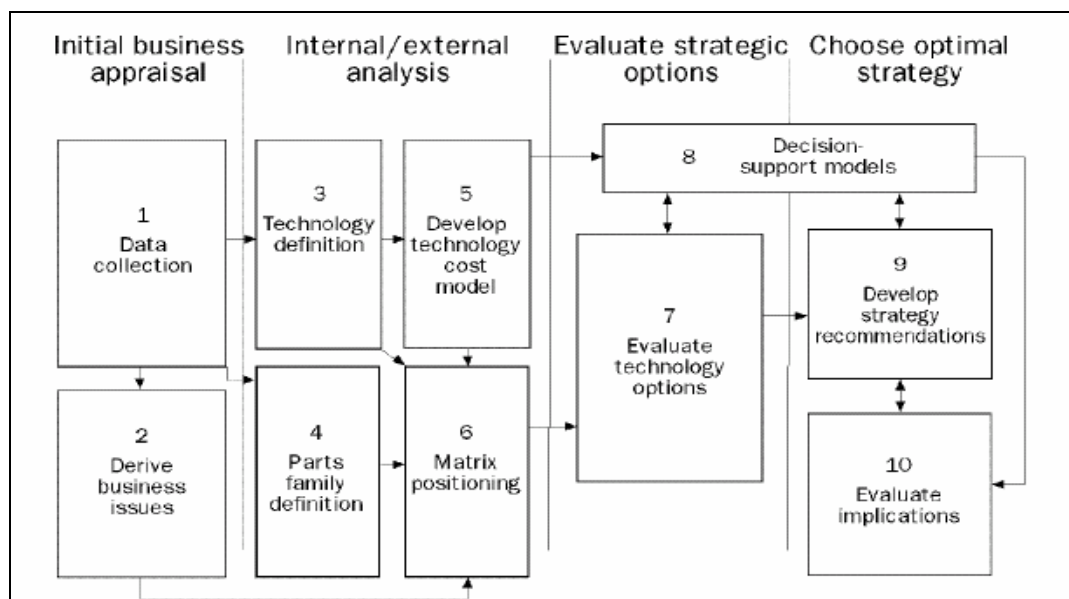 Initial business
appraisal
Internal/external
analysis
Evaluate strategic
options
Choose optimal
strategy
1
Data
collection
2
Derive
business
issues
3
Technology
definition
4
Parts
family
definition
5
Develop
technology
cost
model
6
Matrix
positioning
7
Evaluate
technology
options
8 Decision-
support models
9
Develop
strategy
recommendations
10
Evaluate
implications